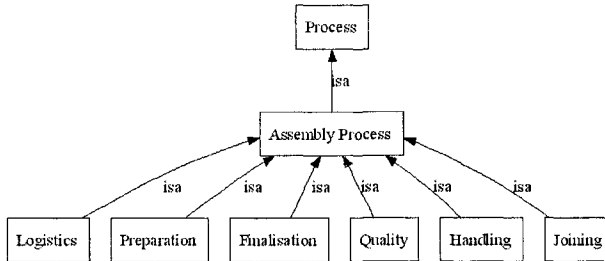 Process
isa
Assembly Process
isa isa isa isa isa isa
Logistics Preparation Finalisation Quality Handling Joining